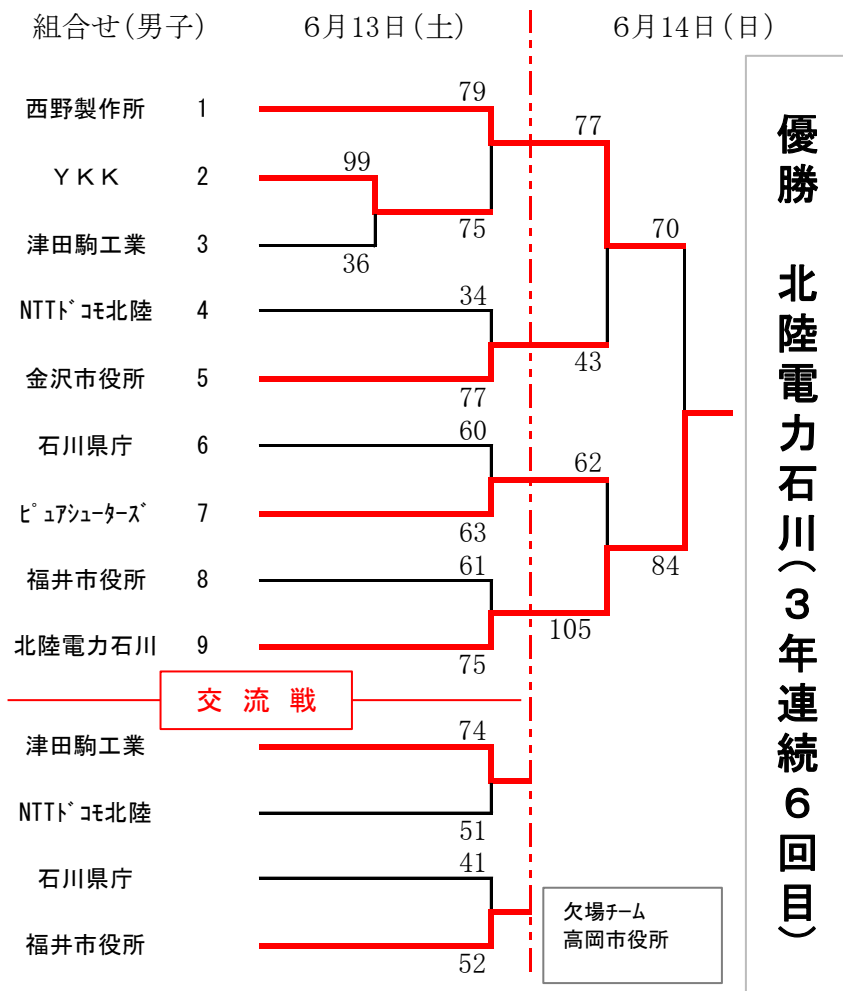 組合せ(男子) 6月13日(土) 6月14日(日)
西野製作所 1
79
77
ＹＫＫ 2
99
75
70
津田駒工業 3
36
NTTﾄﾞｺﾓ北陸 4
34
43
金沢市役所 5
77
石川県庁 6
60
62
ﾋﾟｭｱｼｭｰﾀｰｽﾞ 7
63
84
福井市役所 8
61
105
北陸電力石川 9
75
交流戦
津田駒工業
74
NTTﾄﾞｺﾓ北陸
51
石川県庁
41
福井市役所
52
欠場ﾁｰﾑ
高岡市役所
優勝 北陸電力石川(３年連続６回目)